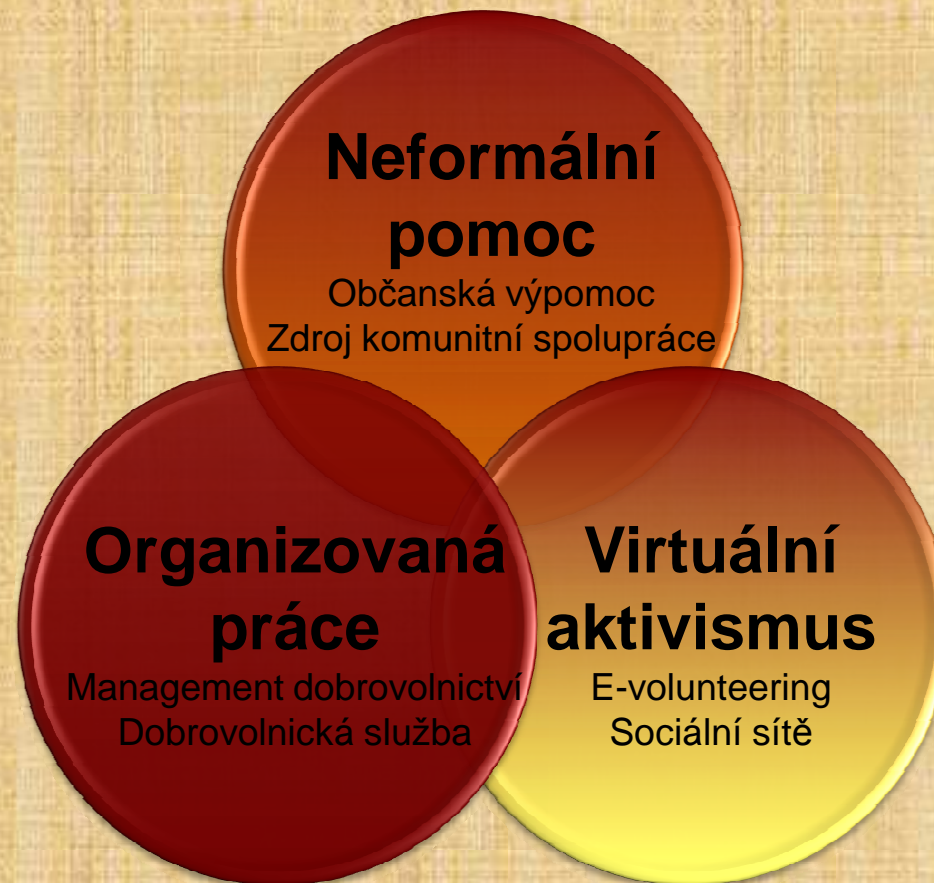 Neformální
pomoc
Občanská výpomoc
Zdroj komunitní spolupráce
Organizovaná
práce
Management dobrovolnictví
Dobrovolnická služba
Virtuální
aktivismus
E-volunteering
Sociální sítě